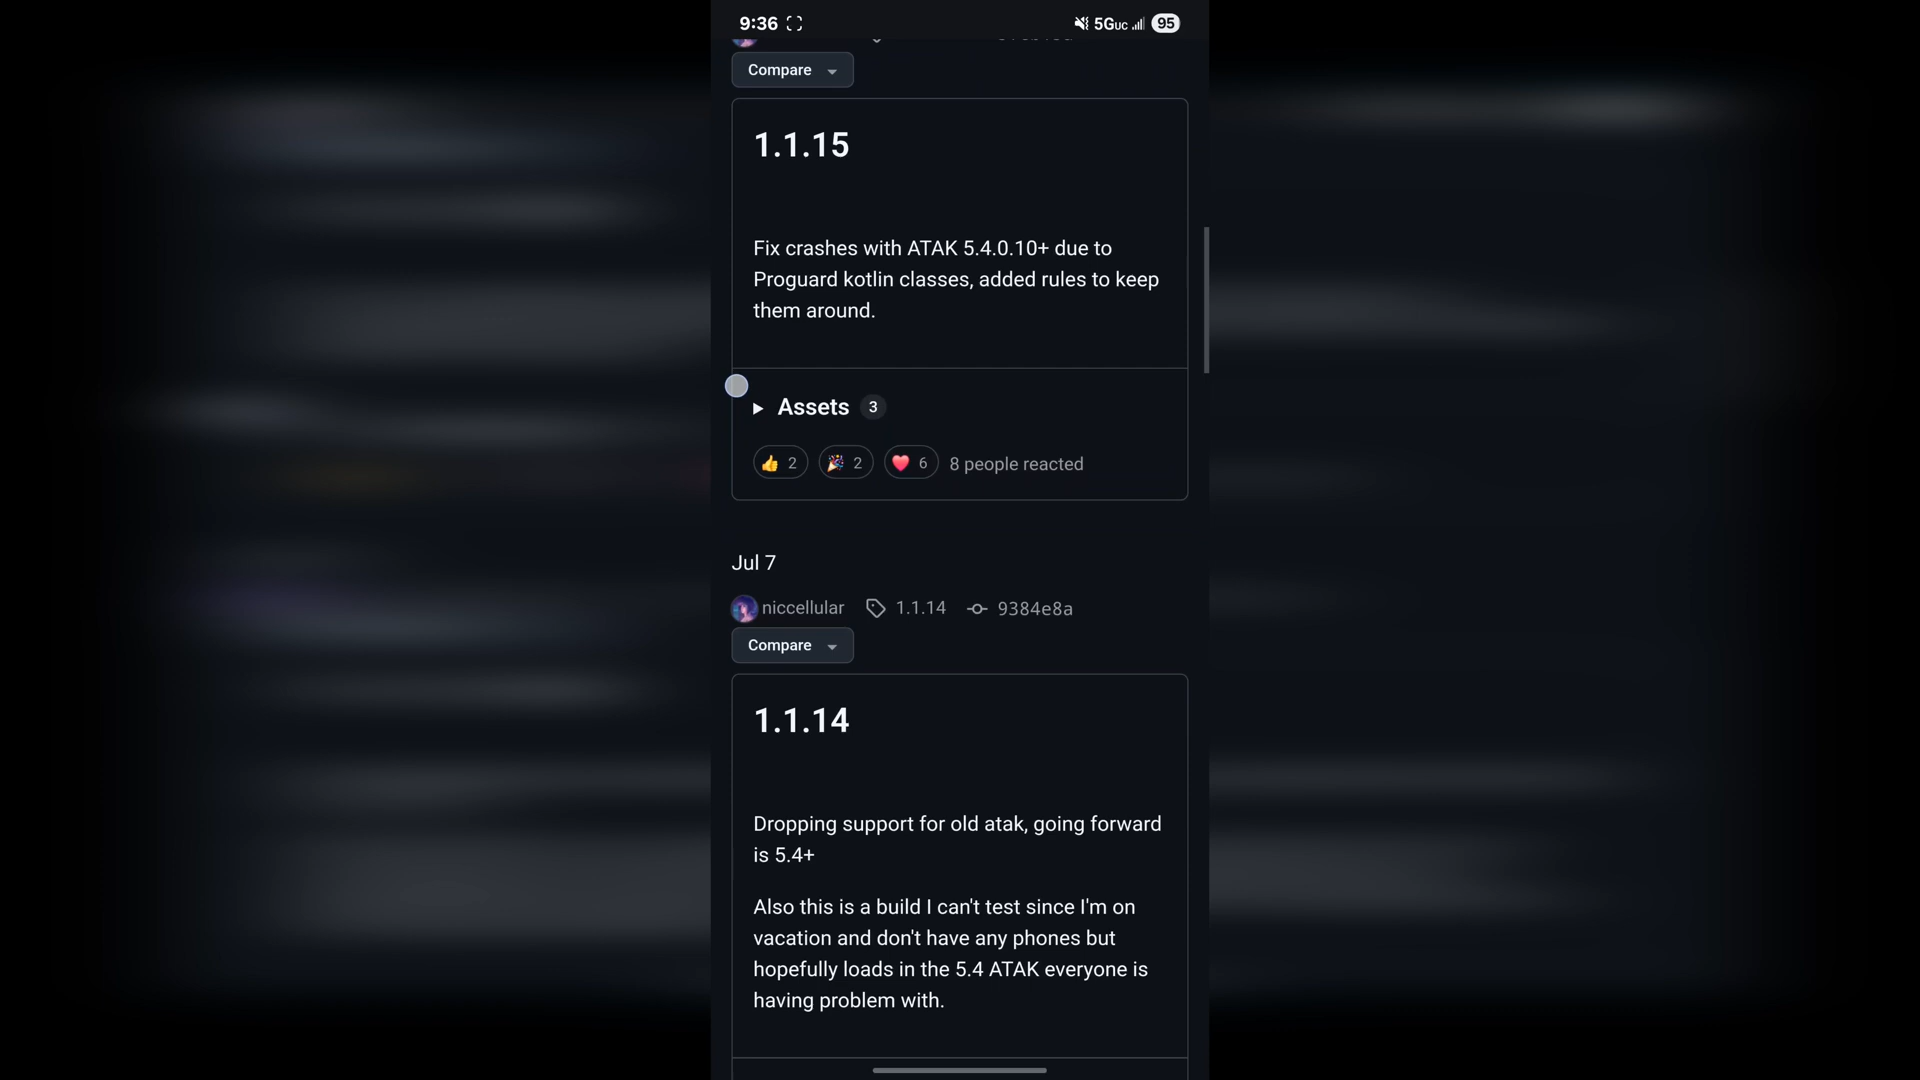 9:36 5GUC 95
Compare
1.1.15
Fix crashes with ATAK 5.4.0.10+ due to
Proguard kotlin classes, added rules to keep
them around.
Assets 3
👍 2 🎉 2 ❤️ 6 8 people reacted
Jul 7
niccellular 1.1.14 9384e8a
Compare
1.1.14
Dropping support for old atak, going forward
is 5.4+
Also this is a build I can't test since I'm on
vacation and don't have any phones but
hopefully loads in the 5.4 ATAK everyone is
having problem with.